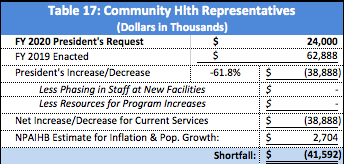 Table 17: Community Hlth Representatives
(Dollars in Thousands)
FY 2020 President's Request $ 24,000
FY 2019 Enacted $ 62,888
President's Increase/Decrease -61.8% $ (38,888)
Less Phasing in Staff at New Facilities $ -
Less Resources for Program Increases $ -
Net Increase/Decrease for Current Services $ (38,888)
NPAIHB Estimate for Inflation & Pop. Growth: $ 2,704
Shortfall: $ (41,592)